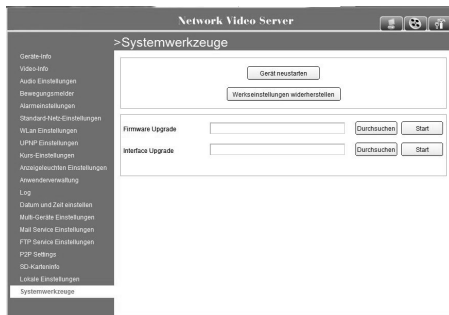 Network Video Server
>Systemwerkzeuge
Geräte-Info
Video-Info
Audio Einstellungen
Bewegungsmelder
Alarmeinstellungen
Standard-Netz-Einstellungen
WLan Einstellungen
UPNP Einstellungen
Kurs-Einstellungen
Anzeigeleuchten Einstellungen
Anwenderverwaltung
Log
Datum und Zeit einstellen
Multi-Geräte Einstellungen
Mail Service Einstellungen
FTP Service Einstellungen
P2P Settings
SD-Karteninfo
Lokale Einstellungen
Systemwerkzeuge
Gerät neustarten
Werkseinstellungen widerherstellen
Firmware Upgrade Durchsuchen Start
Interface Upgrade Durchsuchen Start